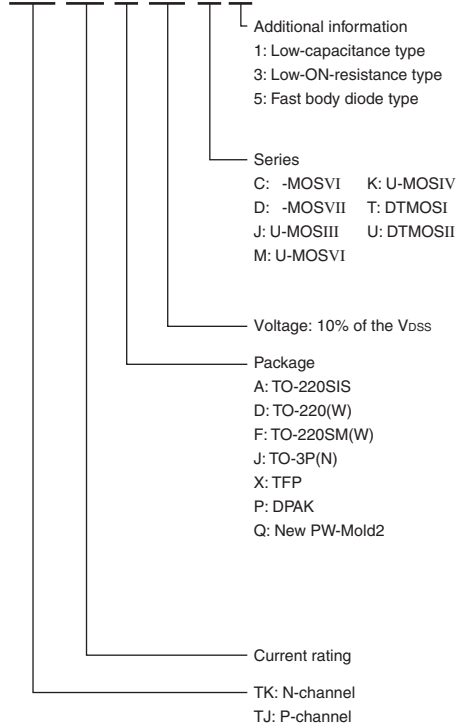 Additional information
1: Low-capacitance type
3: Low-ON-resistance type
5: Fast body diode type
Series
C: -MOSVI K: U-MOSIV
D: -MOSVII T: DTMOSI
J: U-MOSIII U: DTMOSII
M: U-MOSVI
Voltage: 10% of the VDSS
Package
A: TO-220SIS
D: TO-220(W)
F: TO-220SM(W)
J: TO-3P(N)
X: TFP
P: DPAK
Q: New PW-Mold2
Current rating
TK: N-channel
TJ: P-channel